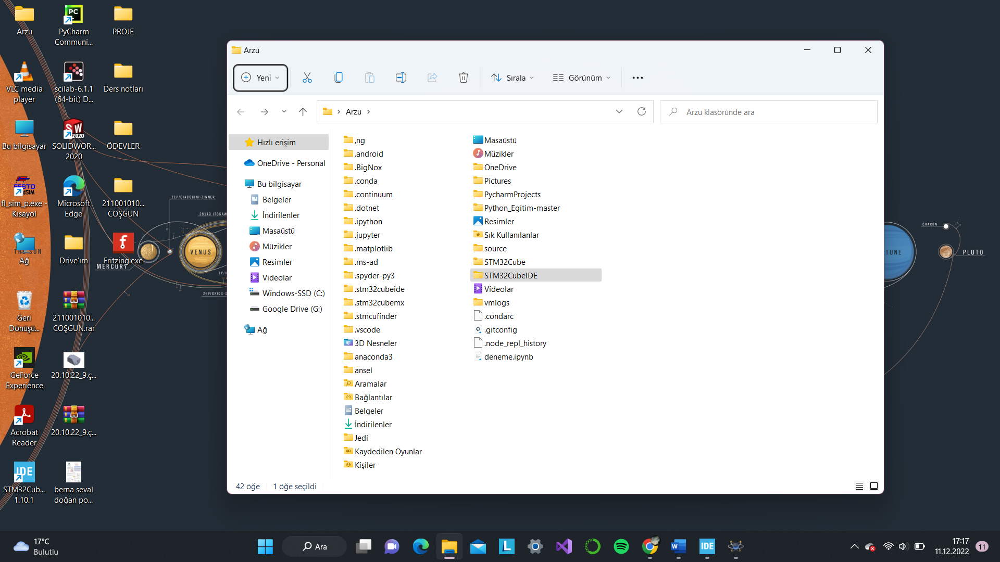 Arzu
PyCharm
Communi...
PROJE
VLC media
player
scilab-6.1.1
(64-bit) D...
Ders notları
Bu bilgisayar
SOLIDWOR...
2020
ÖDEVLER
fl_sim_p.exe -
Kısayol
Microsoft
Edge
211001010...
COŞGUN
Ağ
Drive'ım
Fritzing.exe
Geri
Dönüşü...
211001010...
COŞGUN.rar
GeForce
Experience
20.10.22_9.ç...
Acrobat
Reader
20.10.22_9.ç...
STM32Cub...
1.10.1
berna seval
doğan po...
21P/GIACOBINI-ZINNER
25143 ITOKAW
MERCURY
VENUS
26P/GRIGG-S
TUNE
CHARON
PLUTO
Arzu
Yeni
Sırala
Görünüm
Arzu
Arzu klasöründe ara
Hızlı erişim
OneDrive - Personal
Bu bilgisayar
Belgeler
İndirilenler
Masaüstü
Müzikler
Resimler
Videolar
Windows-SSD (C:)
Google Drive (G:)
Ağ
,ng
.android
.BigNox
.conda
.continuum
.dotnet
.ipython
.jupyter
.matplotlib
.ms-ad
.spyder-py3
.stm32cubeide
.stm32cubemx
.stmcufinder
.vscode
3D Nesneler
anaconda3
ansel
Aramalar
Bağlantılar
Belgeler
İndirilenler
Jedi
Kaydedilen Oyunlar
Kişiler
Masaüstü
Müzikler
OneDrive
Pictures
PycharmProjects
Python_Egitim-master
Resimler
Sık Kullanılanlar
source
STM32Cube
STM32CubeIDE
Videolar
vmlogs
.condarc
.gitconfig
.node_repl_history
deneme.ipynb
42 öğe
1 öğe seçildi
17°C
Bulutlu
Ara
17:17
11.12.2022
11